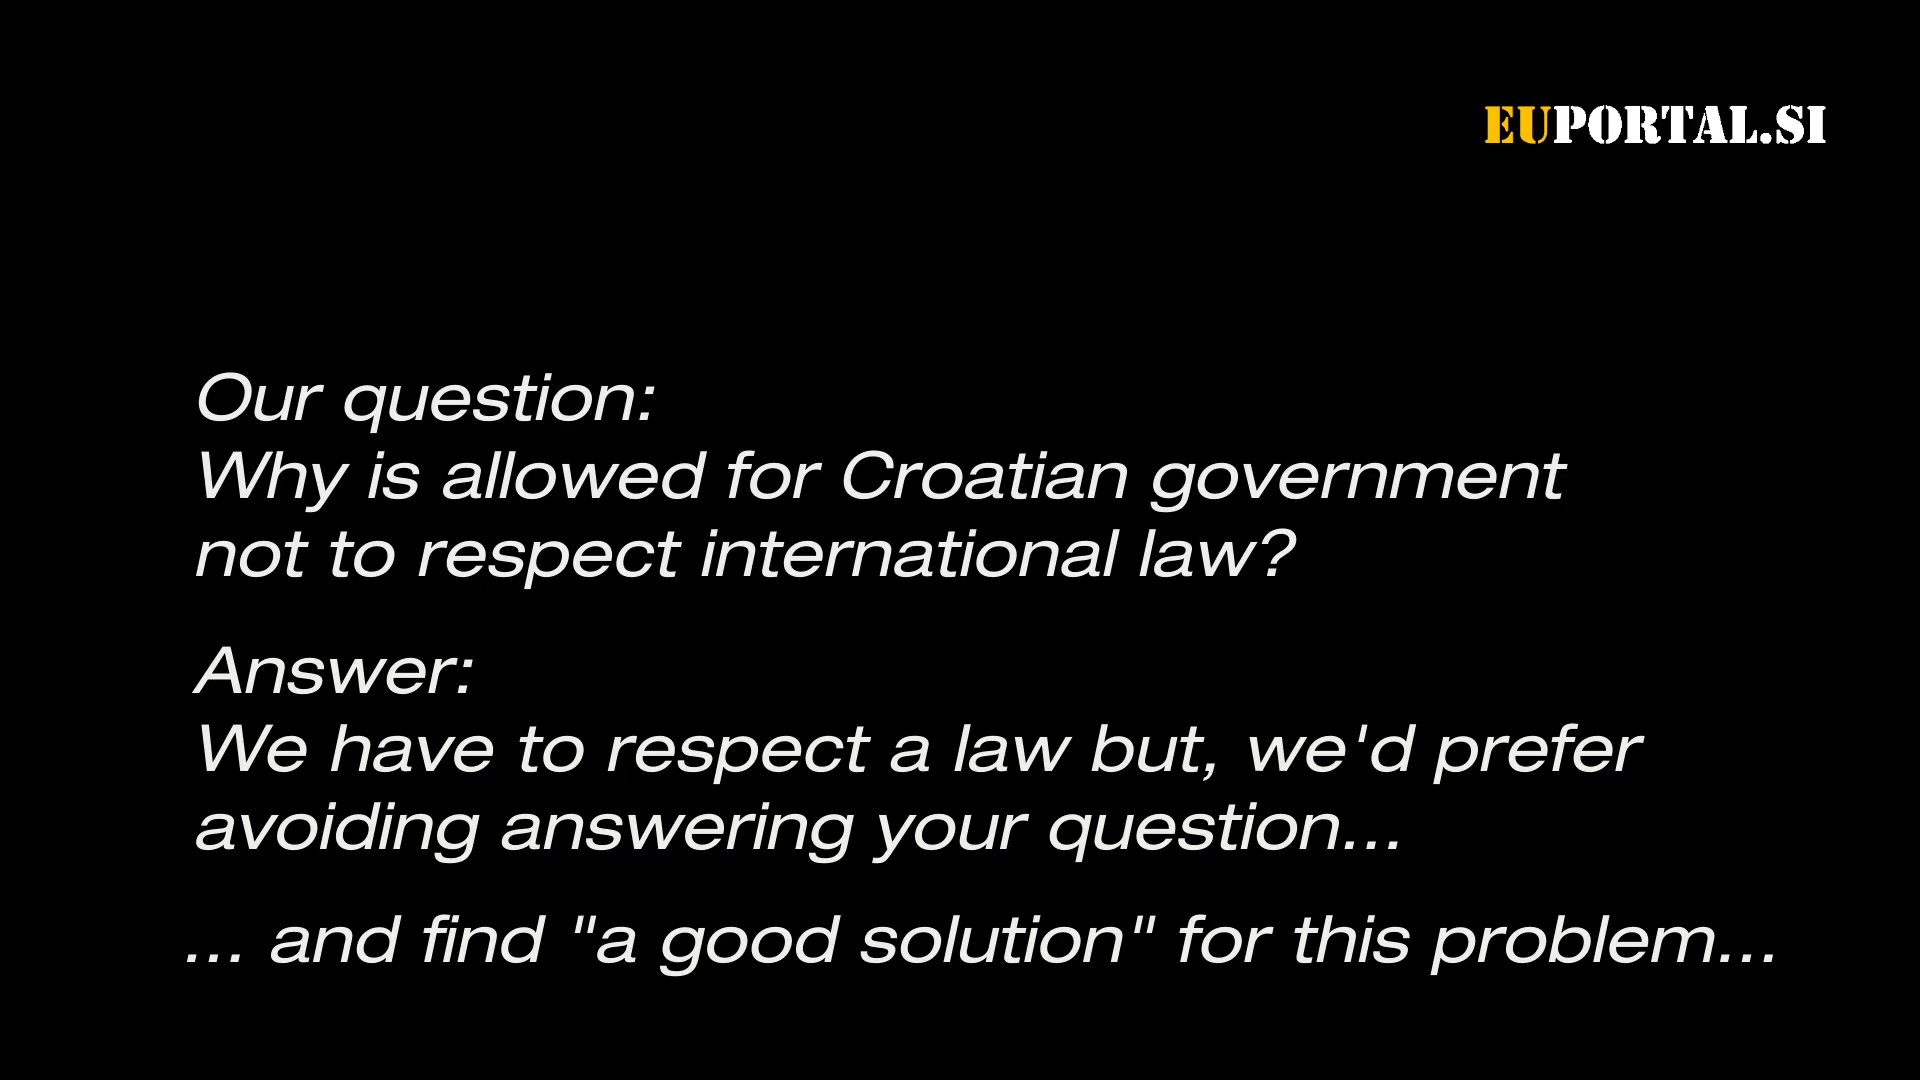 EUPORTAL.SI
Our question:
Why is allowed for Croatian government
not to respect international law?
Answer:
We have to respect a law but, we'd prefer
avoiding answering your question...
... and find "a good solution" for this problem...